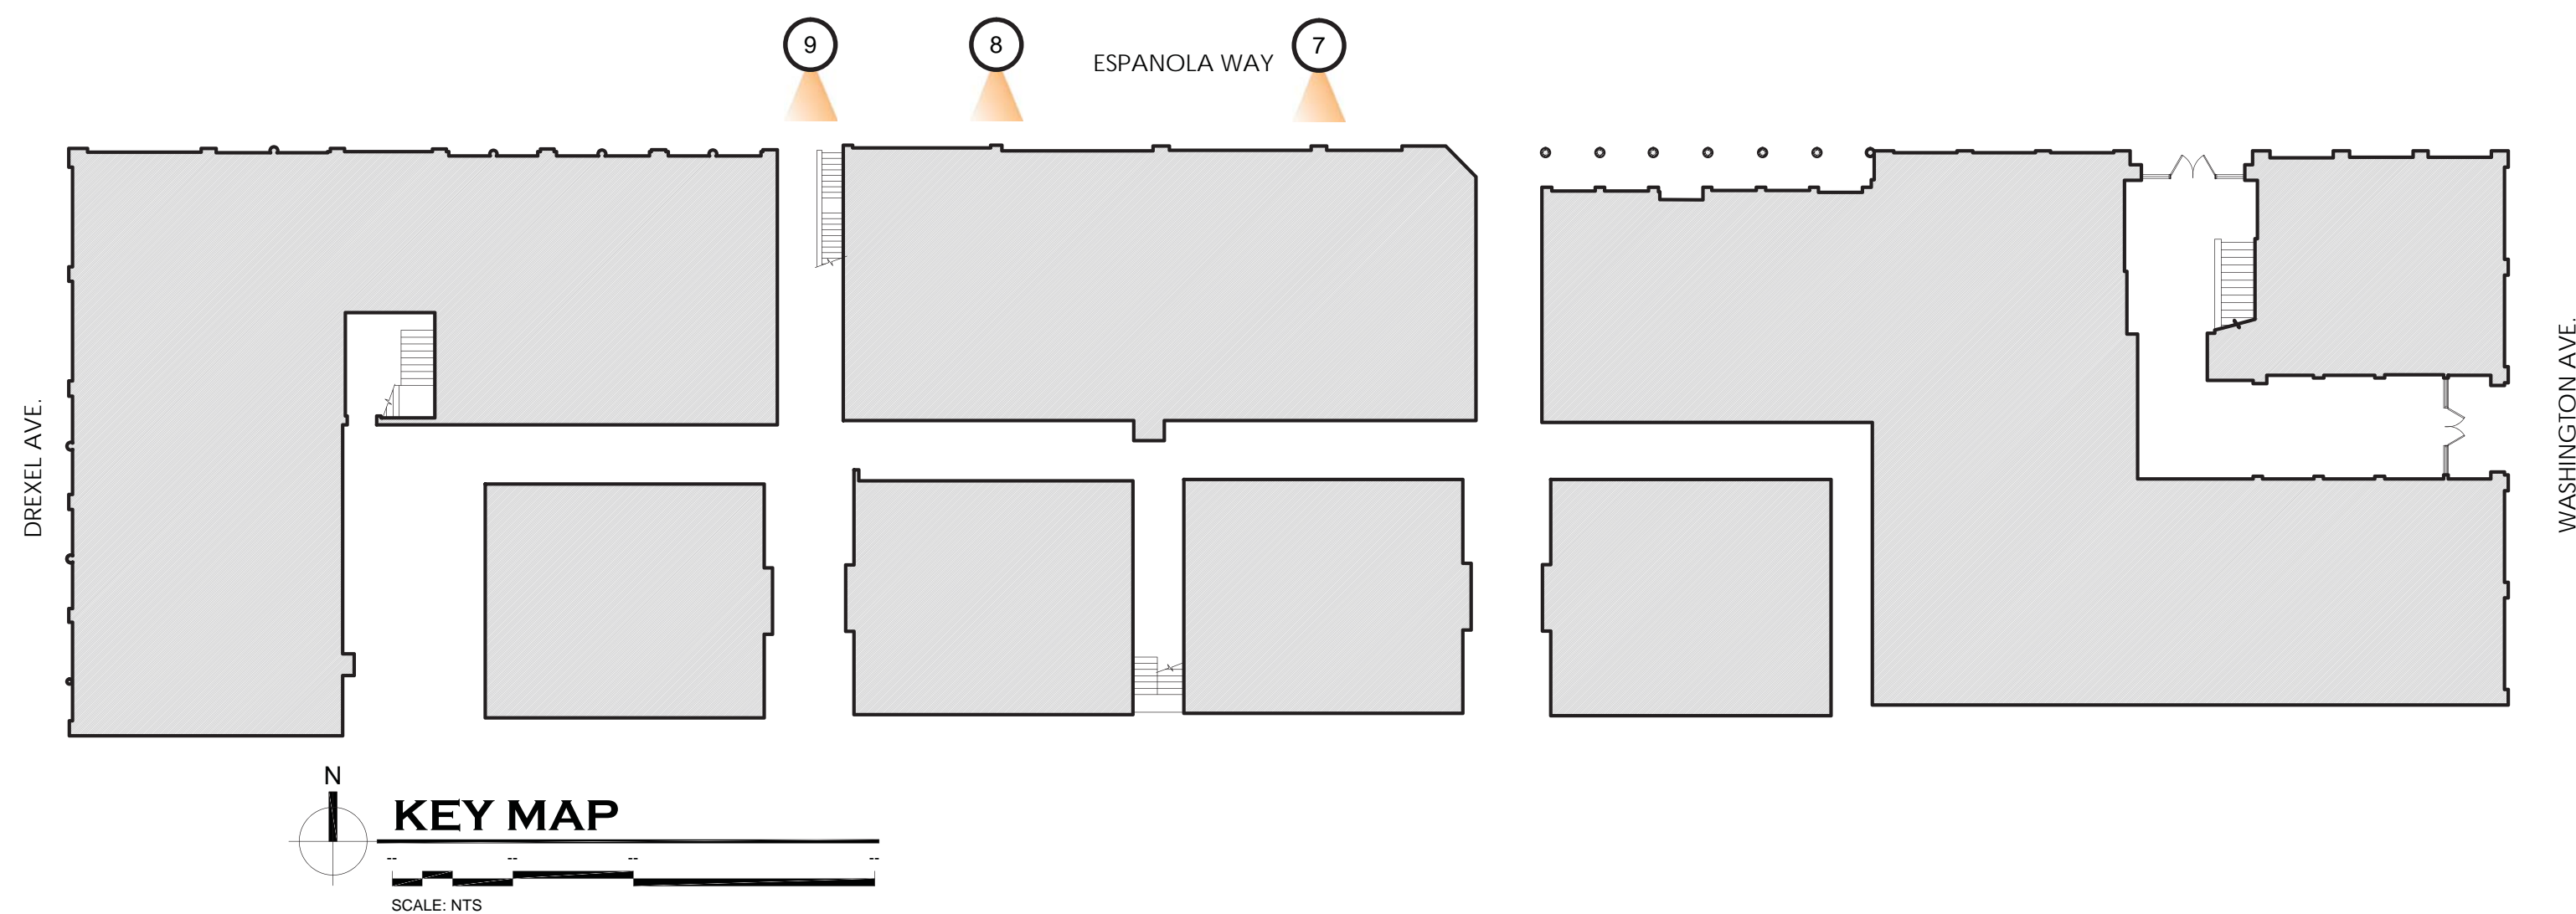 9
8
ESPANOLA WAY
7
DREXEL AVE.
WASHINGTON AVE.
N
KEY MAP
-- -- -- --
SCALE: NTS